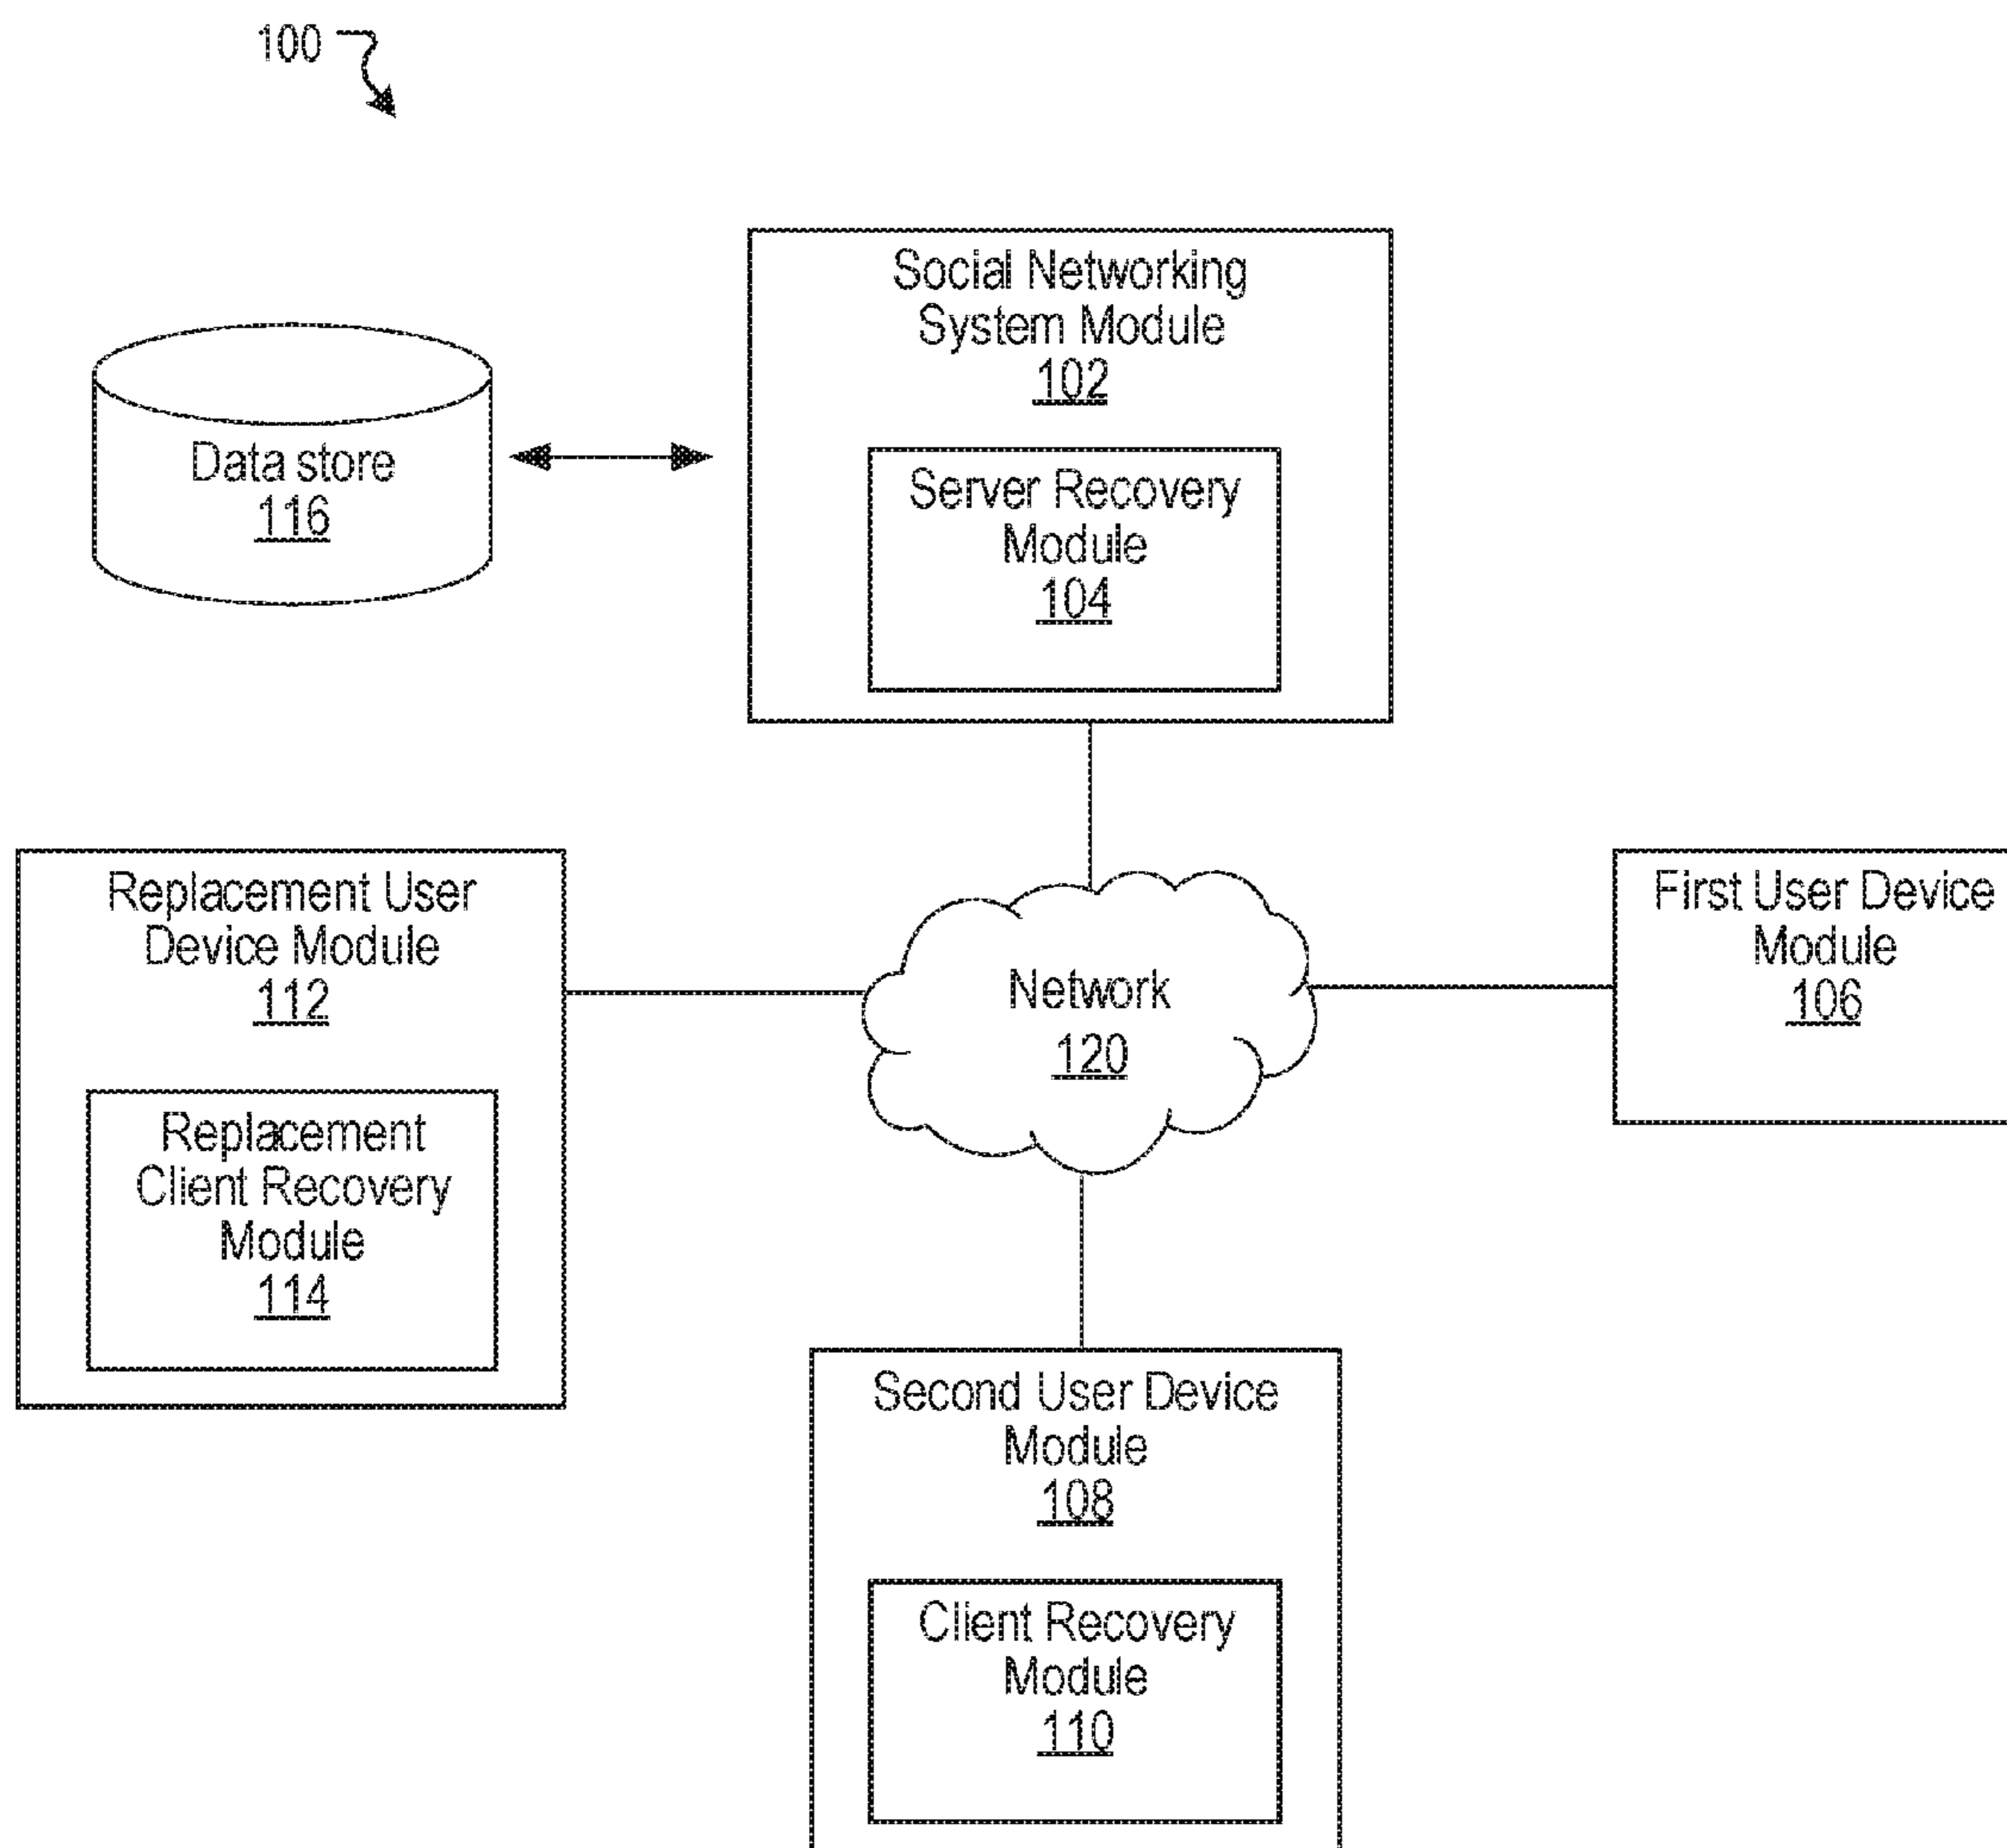 100
Social Networking
System Module
102
Server Recovery
Module
104
Data store
116
Replacement User
Device Module
112
Replacement
Client Recovery
Module
114
Network
120
First User Device
Module
106
Second User Device
Module
108
Client Recovery
Module
110